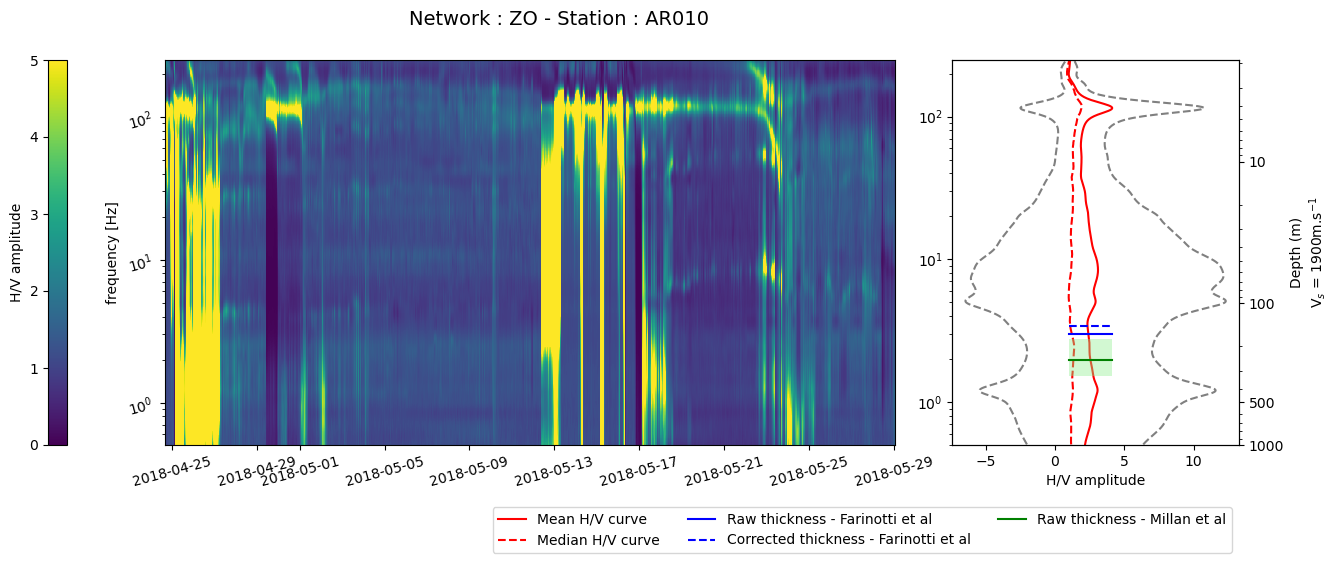 Network : ZO - Station : AR010
5
4
3
2
1
0
H/V amplitude
10²
10¹
10⁰
frequency [Hz]
2018-04-25
2018-04-29
2018-05-01
2018-05-05
2018-05-09
2018-05-13
2018-05-17
2018-05-21
2018-05-25
2018-05-29
10²
10¹
10⁰
−5
0
5
10
H/V amplitude
10
100
500
1000
Depth (m)
Vₛ = 1900m.s⁻¹
Mean H/V curve
Median H/V curve
Raw thickness - Farinotti et al
Corrected thickness - Farinotti et al
Raw thickness - Millan et al